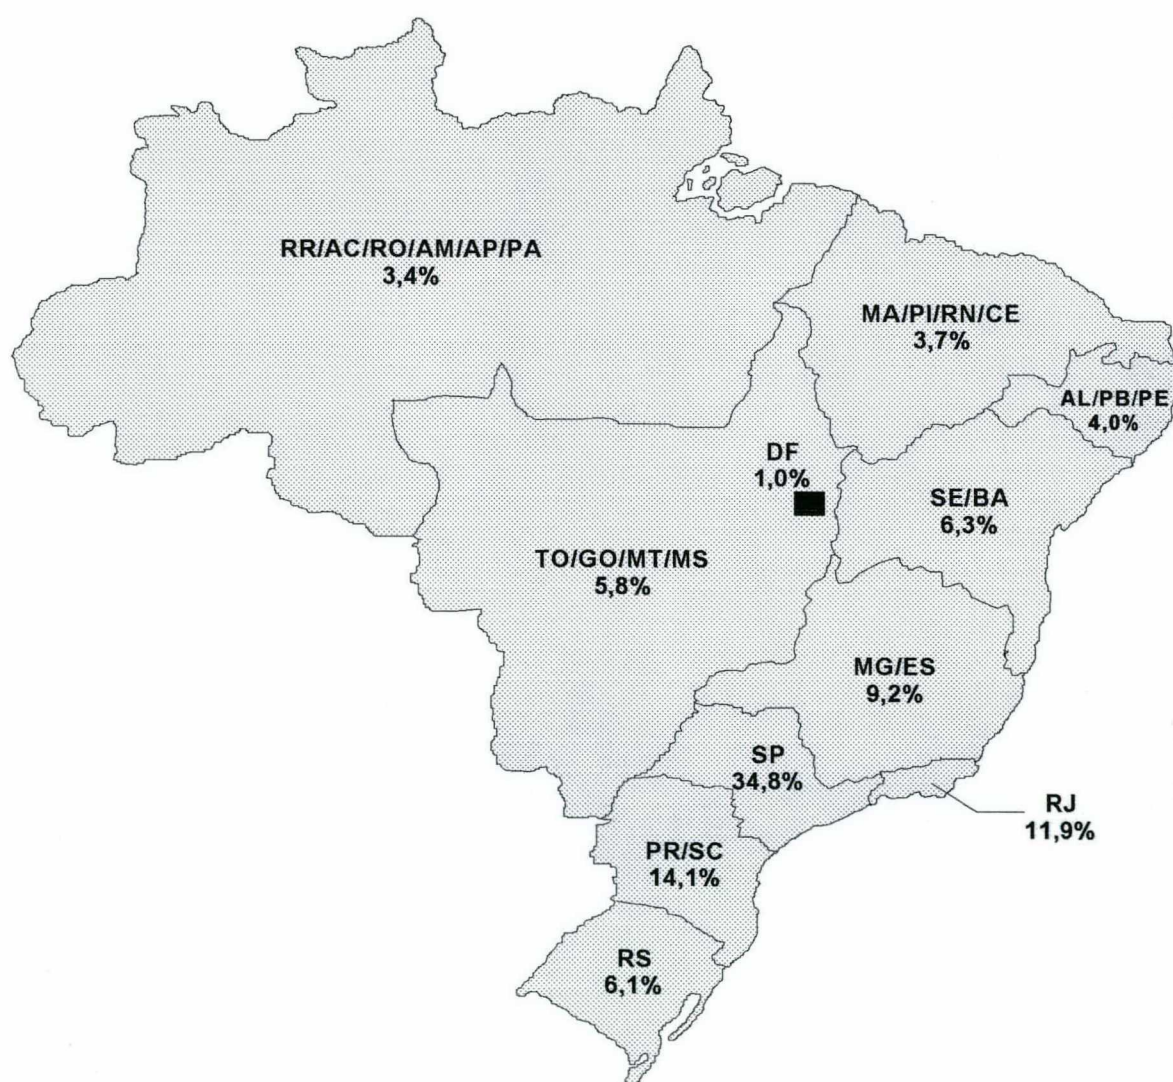 RR/AC/RO/AM/AP/PA
3,4%
MA/PI/RN/CE
3,7%
AL/PB/PE
4,0%
DF
1,0%
SE/BA
6,3%
TO/GO/MT/MS
5,8%
MG/ES
9,2%
SP
34,8%
RJ
11,9%
PR/SC
14,1%
RS
6,1%